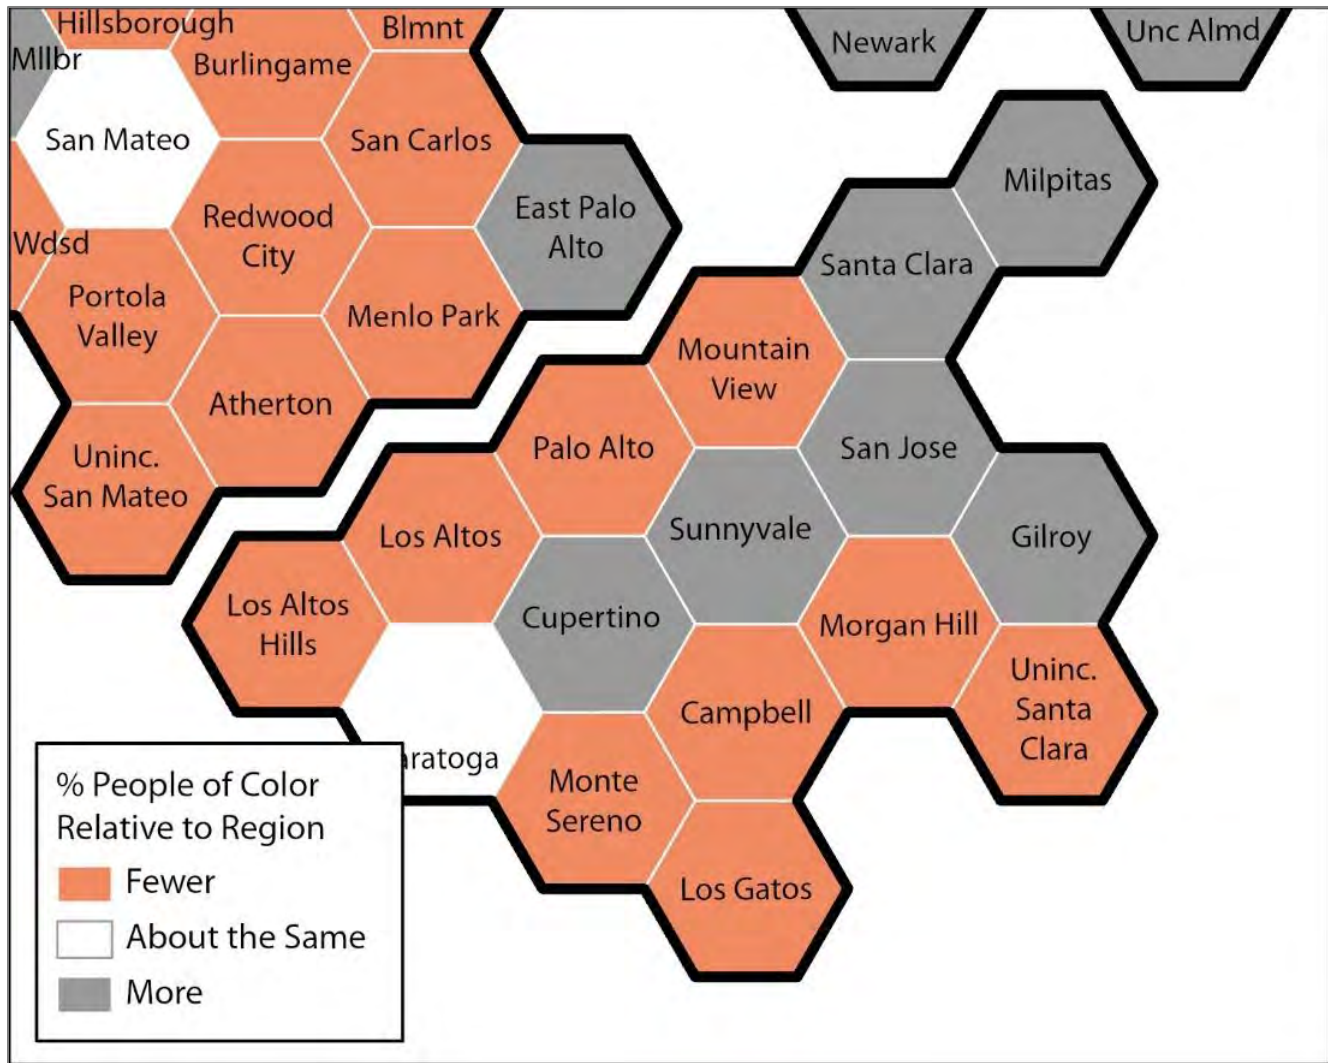 Hillsborough
Blmnt
Newark
Unc Almd
Mllbr
Burlingame
San Mateo
San Carlos
Milpitas
East Palo
Alto
Redwood
City
Wdsd
Santa Clara
Portola
Valley
Menlo Park
Mountain
View
Atherton
Palo Alto
San Jose
Uninc.
San Mateo
Los Altos
Sunnyvale
Gilroy
Los Altos
Hills
Cupertino
Morgan Hill
Uninc.
Santa
Clara
Campbell
aratoga
Monte
Sereno
Los Gatos
% People of Color
Relative to Region
Fewer
About the Same
More